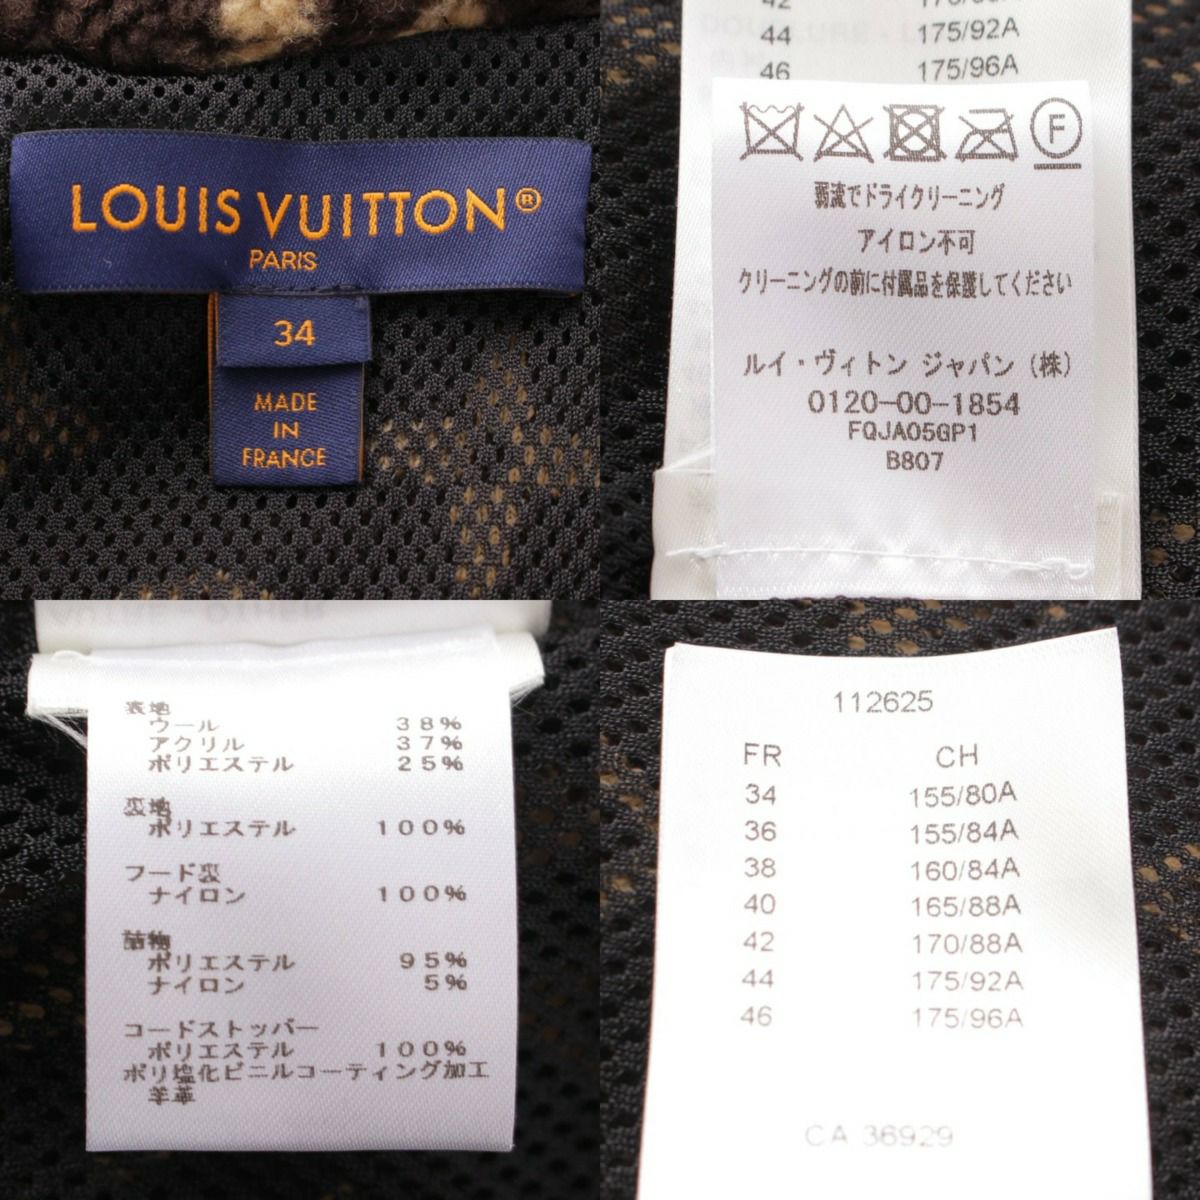 LOUIS VUITTON®
PARIS
34
MADE
IN
FRANCE
44 175/92A
46 175/96A
F
弱流でドライクリーニング
アイロン不可
クリーニングの前に付属品を保護してください
ルイ・ヴィトン ジャパン (株)
0120-00-1854
FQJA05GP1
B807
表地
ウール 38%
アクリル 37%
ポリエステル 25%
裏地
ポリエステル 100%
フード裏
ナイロン 100%
詰物
ポリエステル 95%
ナイロン 5%
コードストッパー
ポリエステル 100%
ポリ塩化ビニルコーティング加工
羊革
112625
FR CH
34 155/80A
36 155/84A
38 160/84A
40 165/88A
42 170/88A
44 175/92A
46 175/96A
CA 36929